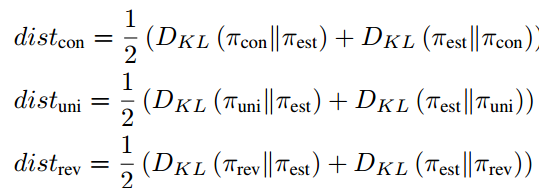 dist_con = 1/2 (D_KL (π_con‖π_est) + D_KL (π_est‖π_con))
dist_uni = 1/2 (D_KL (π_uni‖π_est) + D_KL (π_est‖π_uni))
dist_rev = 1/2 (D_KL (π_rev‖π_est) + D_KL (π_est‖π_rev))